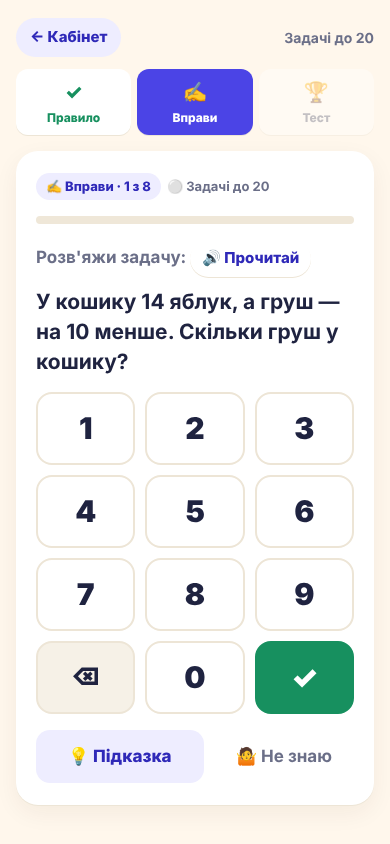 ← Кабінет
Задачі до 20
✓
Правило
✍️
Вправи
🏆
Тест
✍️ Вправи · 1 з 8
⚪ Задачі до 20
Розв'яжи задачу:
🔊 Прочитай
У кошику 14 яблук, а груш —
на 10 менше. Скільки груш у
кошику?
1 2 3
4 5 6
7 8 9
⌫ 0 ✓
💡 Підказка
🤷 Не знаю